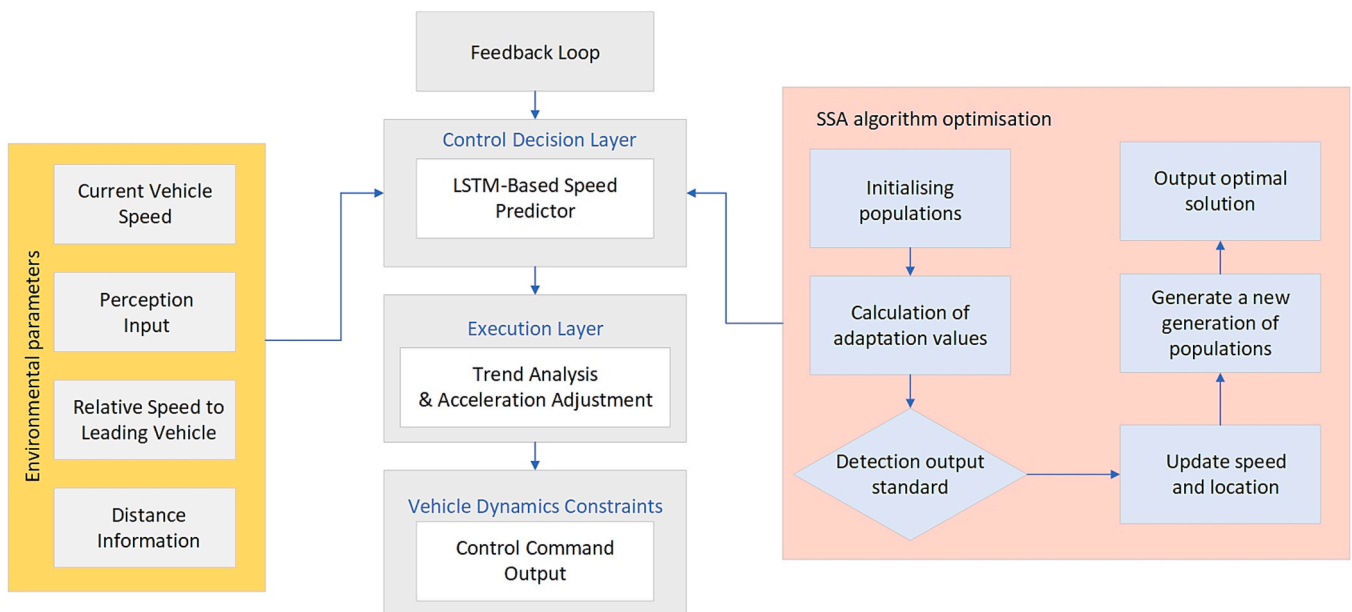 Feedback Loop
Environmental parameters
Current Vehicle
Speed
Perception
Input
Relative Speed to
Leading Vehicle
Distance
Information
Control Decision Layer
LSTM-Based Speed
Predictor
Execution Layer
Trend Analysis
& Acceleration Adjustment
Vehicle Dynamics Constraints
Control Command
Output
SSA algorithm optimisation
Initialising
populations
Calculation of
adaptation values
Detection output
standard
Update speed
and location
Generate a new
generation of
populations
Output optimal
solution